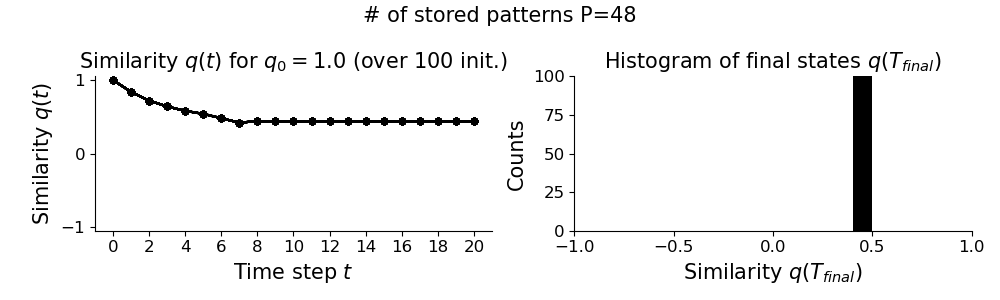 # of stored patterns P=48
Similarity q(t) for q₀ = 1.0 (over 100 init.)
Similarity q(t)
1
0
−1
0 2 4 6 8 10 12 14 16 18 20
Time step t
Histogram of final states q(T_final)
Counts
100
75
50
25
0
−1.0 −0.5 0.0 0.5 1.0
Similarity q(T_final)